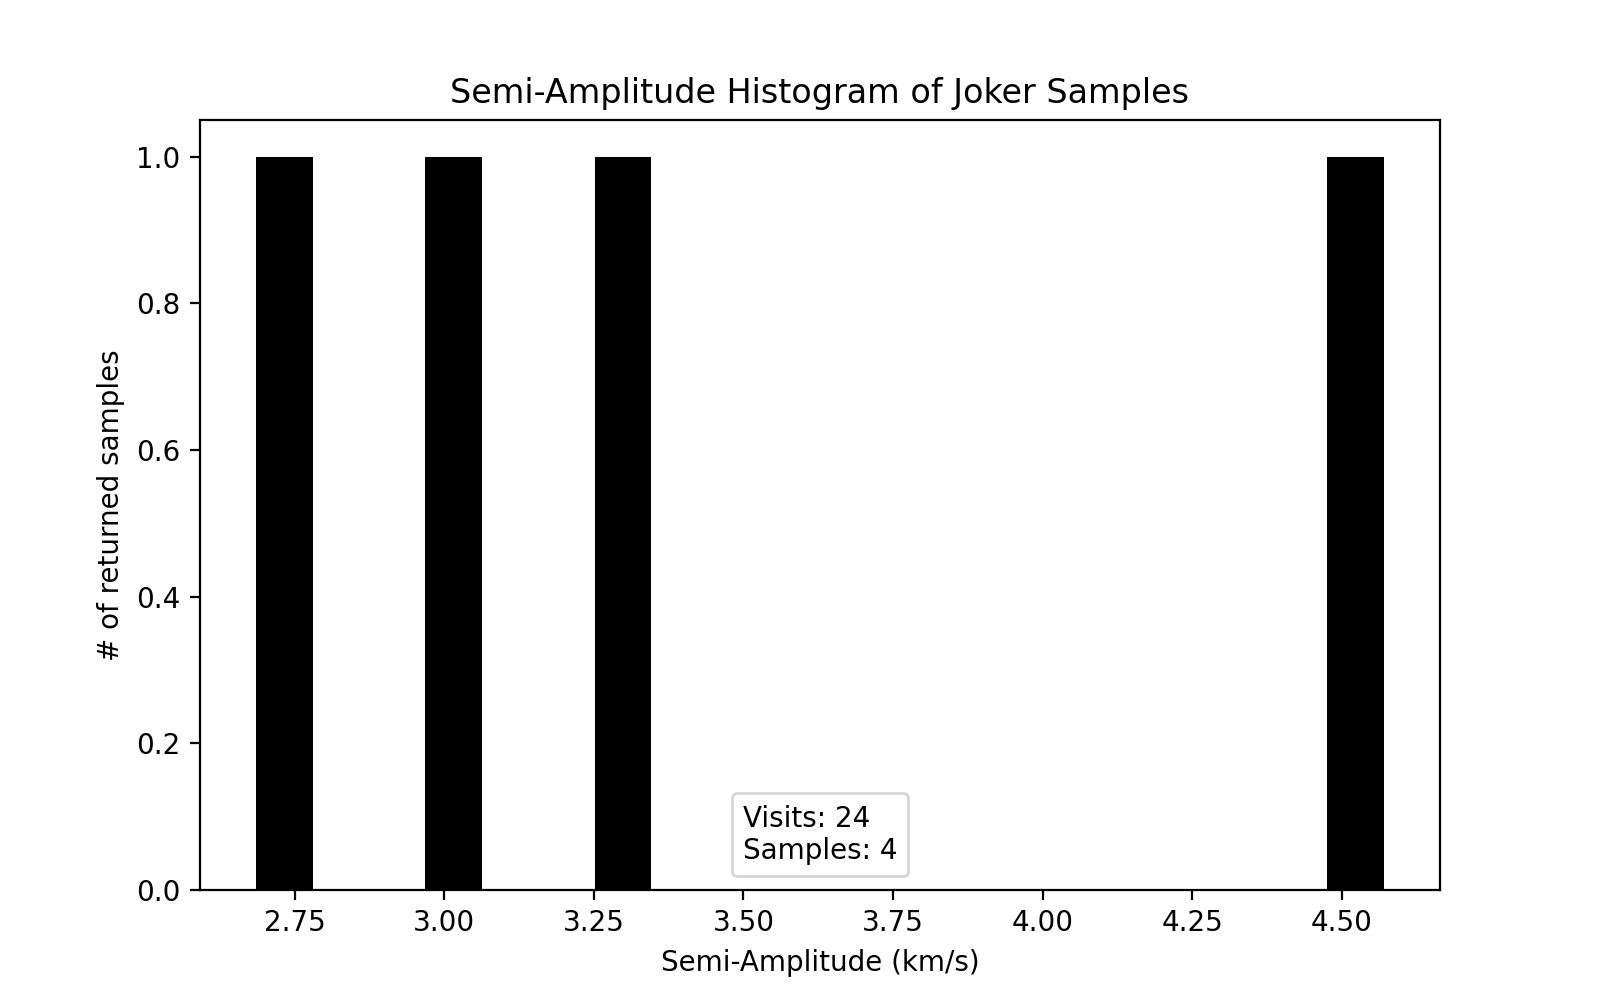 Semi-Amplitude Histogram of Joker Samples
# of returned samples
1.0
0.8
0.6
0.4
0.2
0.0
Visits: 24
Samples: 4
2.75 3.00 3.25 3.50 3.75 4.00 4.25 4.50
Semi-Amplitude (km/s)